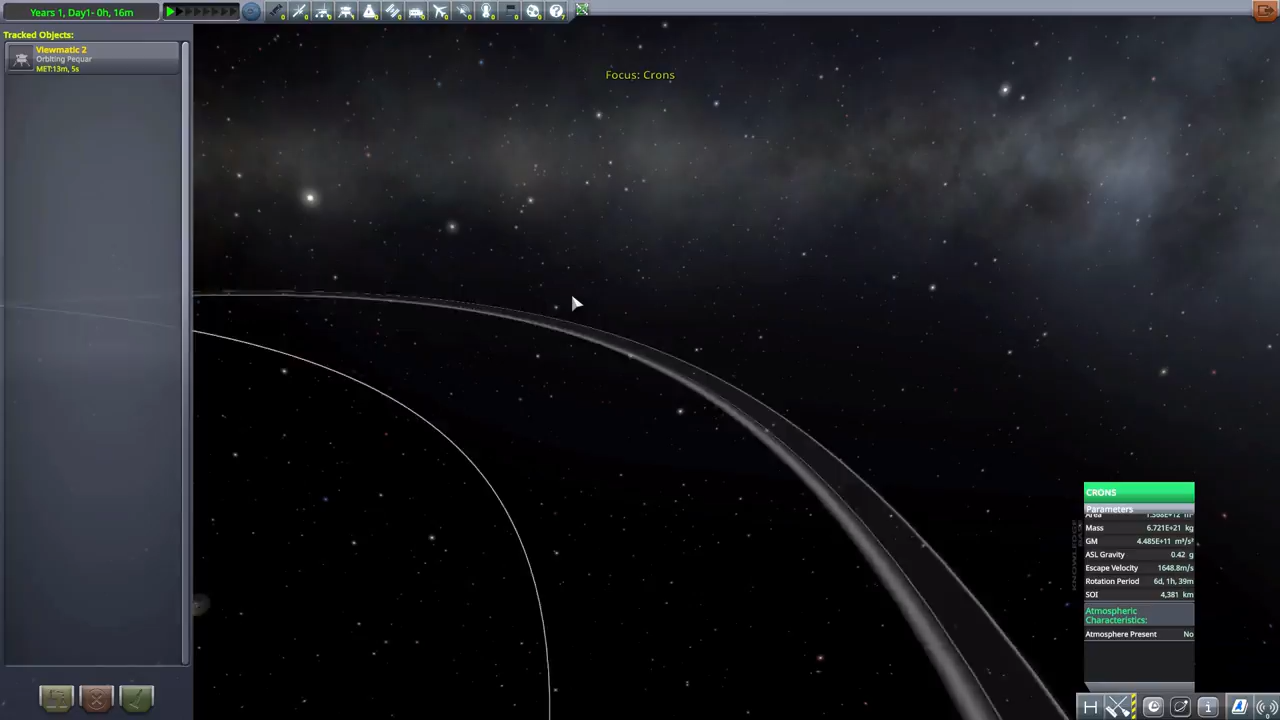 Years 1, Day1- 0h, 16m
Tracked Objects:
Viewmatic 2
Orbiting Pequar
MET:13m, 5s
Focus: Crons
CRONS
Parameters
Mass 6.721E+21 kg
GM 4.485E+11 m³/s²
ASL Gravity 0.42 g
Escape Velocity 1648.8m/s
Rotation Period 6d, 1h, 39m
SOI 4,381 km
Atmospheric
Characteristics:
Atmosphere Present No